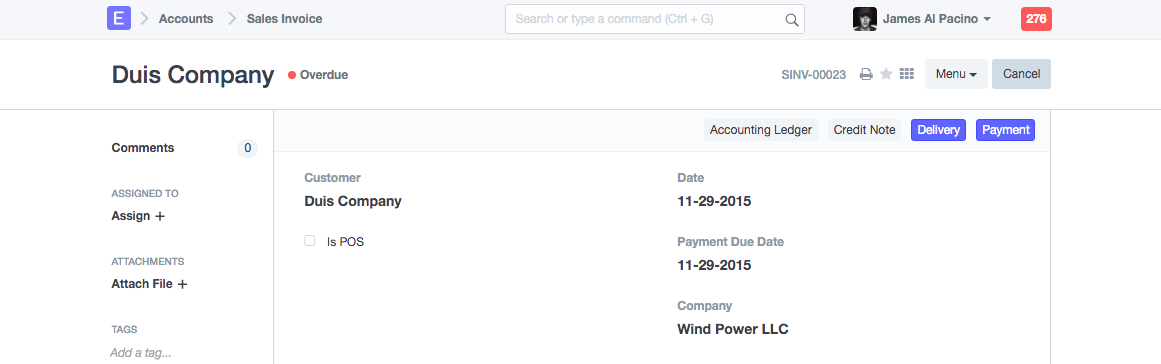 E Accounts Sales Invoice Search or type a command (Ctrl + G) James Al Pacino 276
Duis Company Overdue SINV-00023 Menu Cancel
Accounting Ledger Credit Note Delivery Payment
Comments 0
ASSIGNED TO
Assign +
ATTACHMENTS
Attach File +
TAGS
Add a tag...
Customer
Duis Company
Is POS
Date
11-29-2015
Payment Due Date
11-29-2015
Company
Wind Power LLC